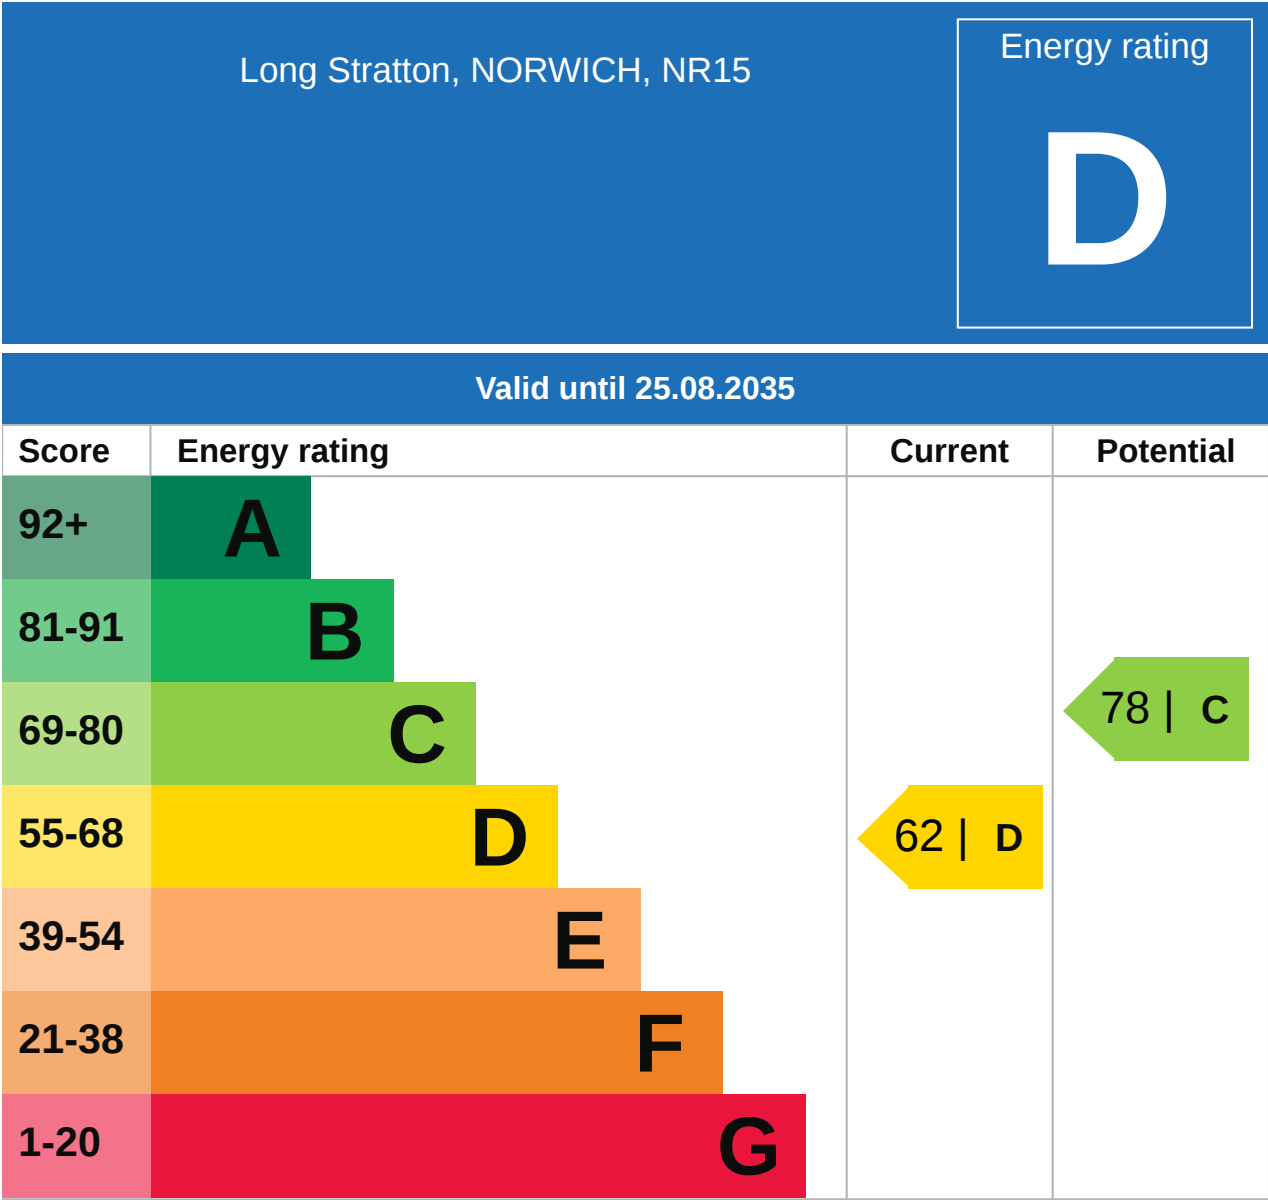 Long Stratton, NORWICH, NR15
Energy rating
D
Valid until 25.08.2035
Score Energy rating Current Potential
92+ A
81-91 B
69-80 C
78 | C
55-68 D
62 | D
39-54 E
21-38 F
1-20 G